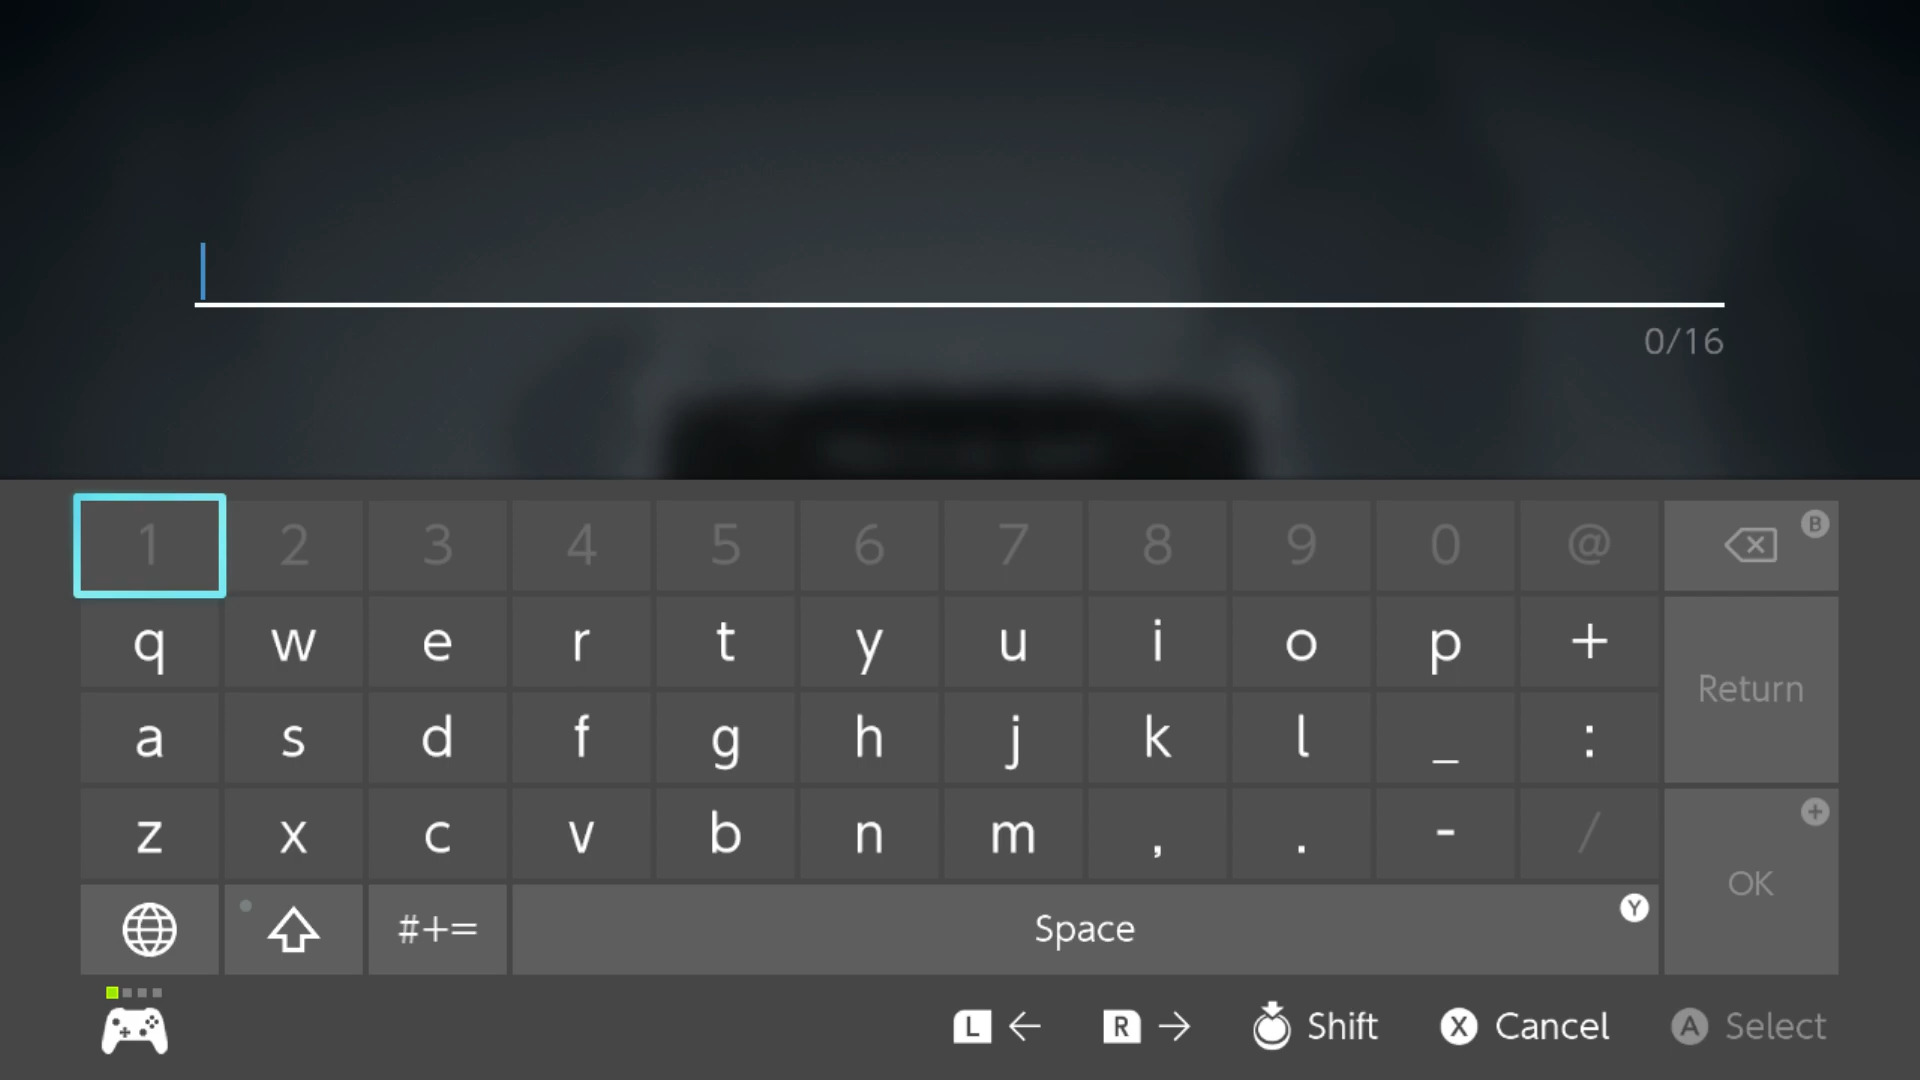 0/16
1 2 3 4 5 6 7 8 9 0 @ B
q w e r t y u i o p + Return
a s d f g h j k l _ :
z x c v b n m , . - / + OK
#+= Space Y
L ← R → Shift X Cancel A Select